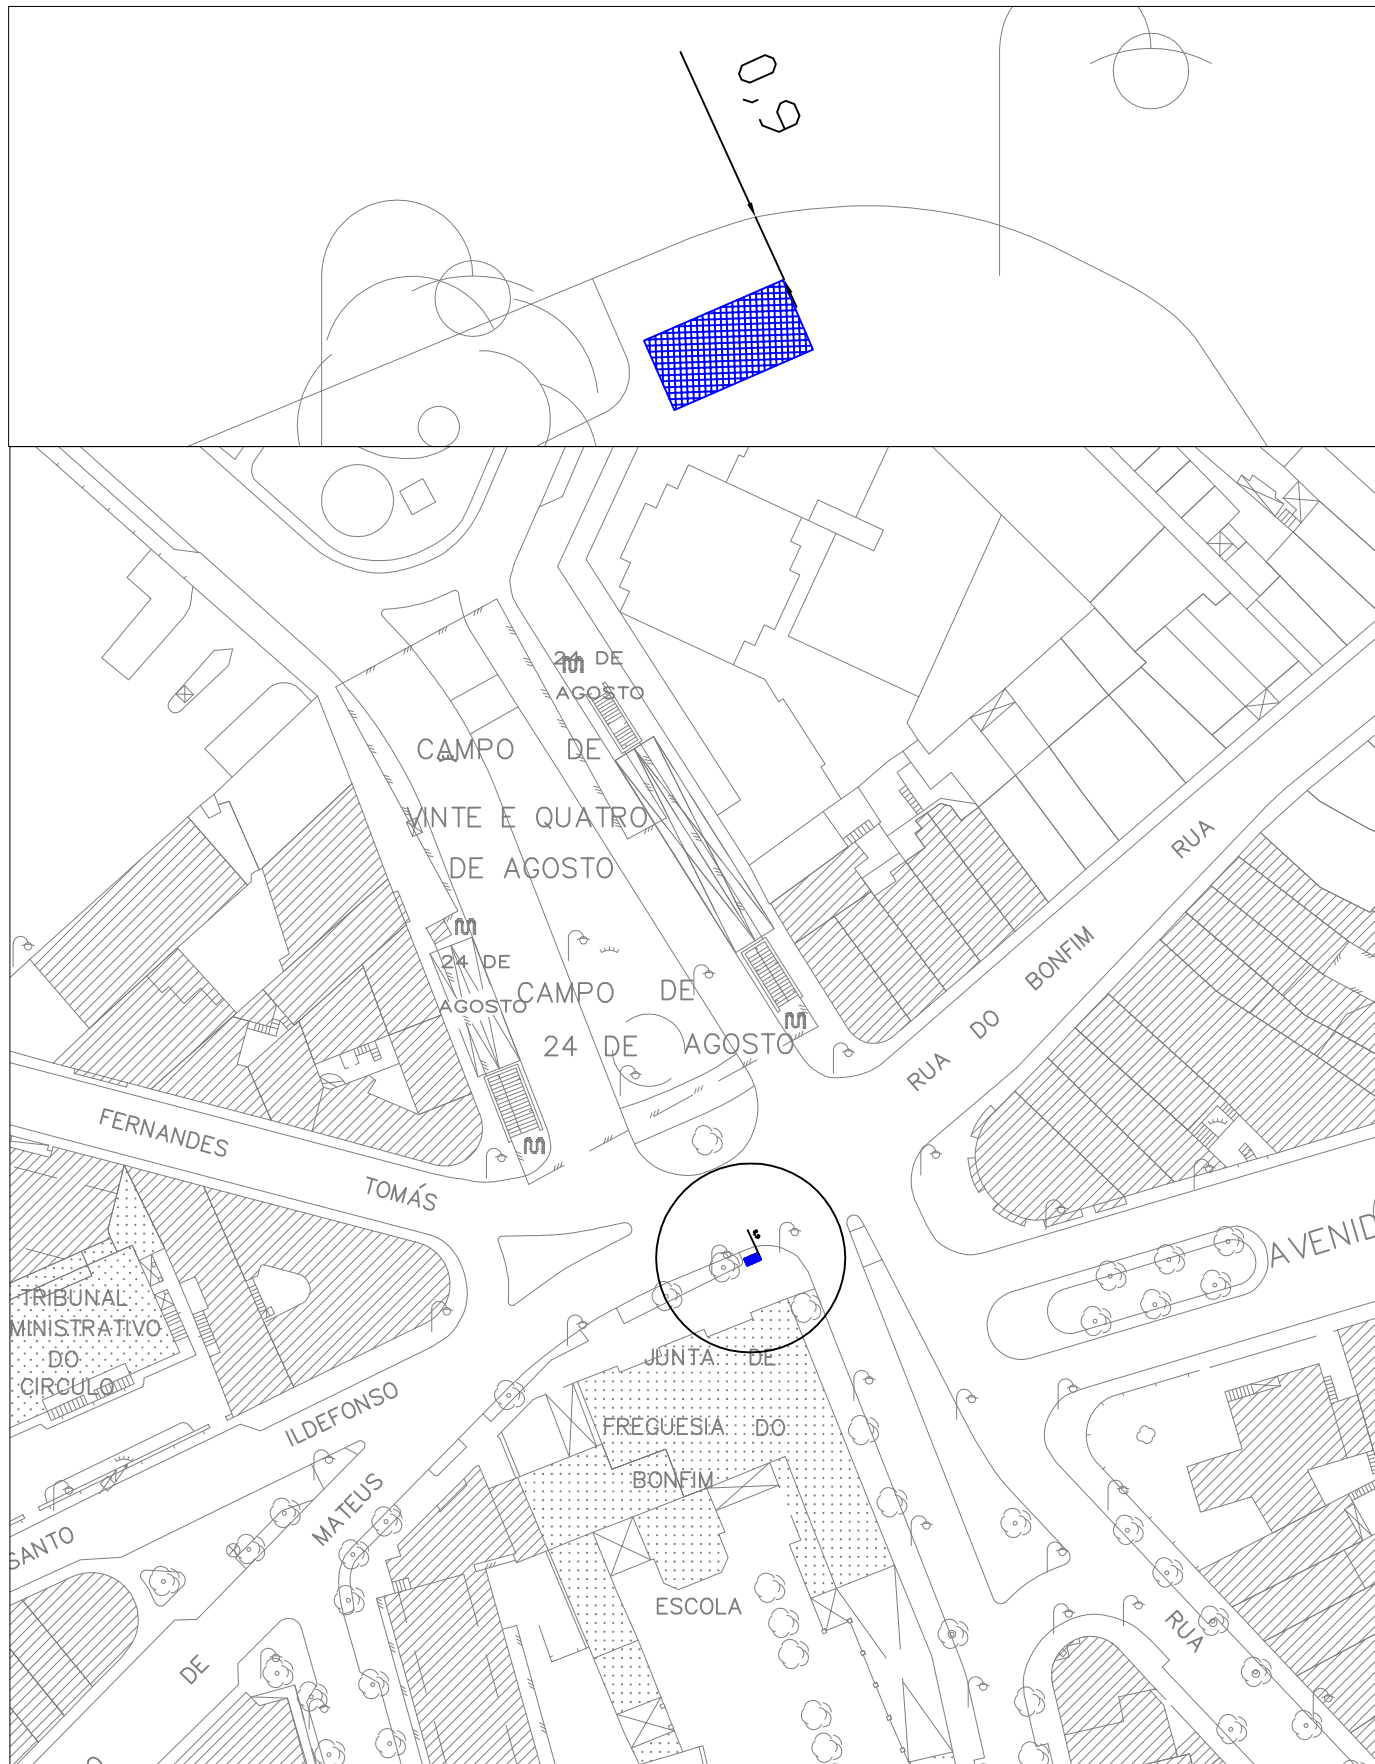 0,9
24 DE
AGOSTO
CAMPO DE
VINTE E QUATRO
DE AGOSTO
24 DE
AGOSTO
CAMPO DE
24 DE AGOSTO
RUA DO BONFIM
RUA
FERNANDES
TOMÁS
AVENID
TRIBUNAL
MINISTRATIVO
DO
CIRCULO
JUNTA DE
FREGUESIA DO
BONFIM
ESCOLA
SANTO
ILDEFONSO
DE
MATEUS
RUA